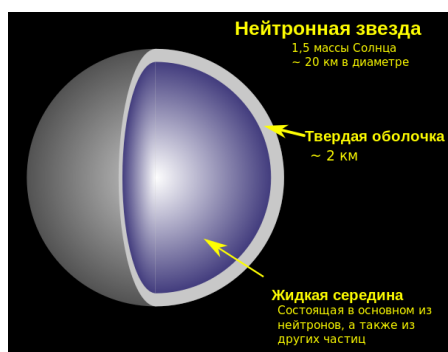 Нейтронная звезда
1,5 массы Солнца
~ 20 км в диаметре
Твердая оболочка
~ 2 км
Жидкая середина
Состоящая в основном из
нейтронов, а также из
других частиц